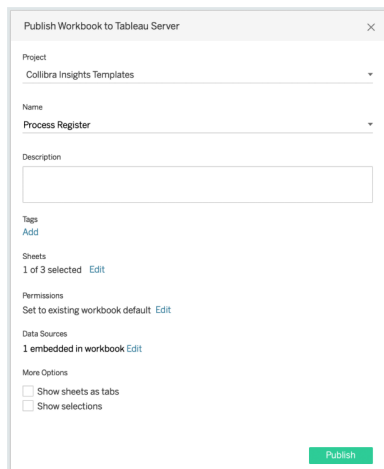 Publish Workbook to Tableau Server
Project
Collibra Insights Templates
Name
Process Register
Description
Tags
Add
Sheets
1 of 3 selected Edit
Permissions
Set to existing workbook default Edit
Data Sources
1 embedded in workbook Edit
More Options
Show sheets as tabs
Show selections
Publish